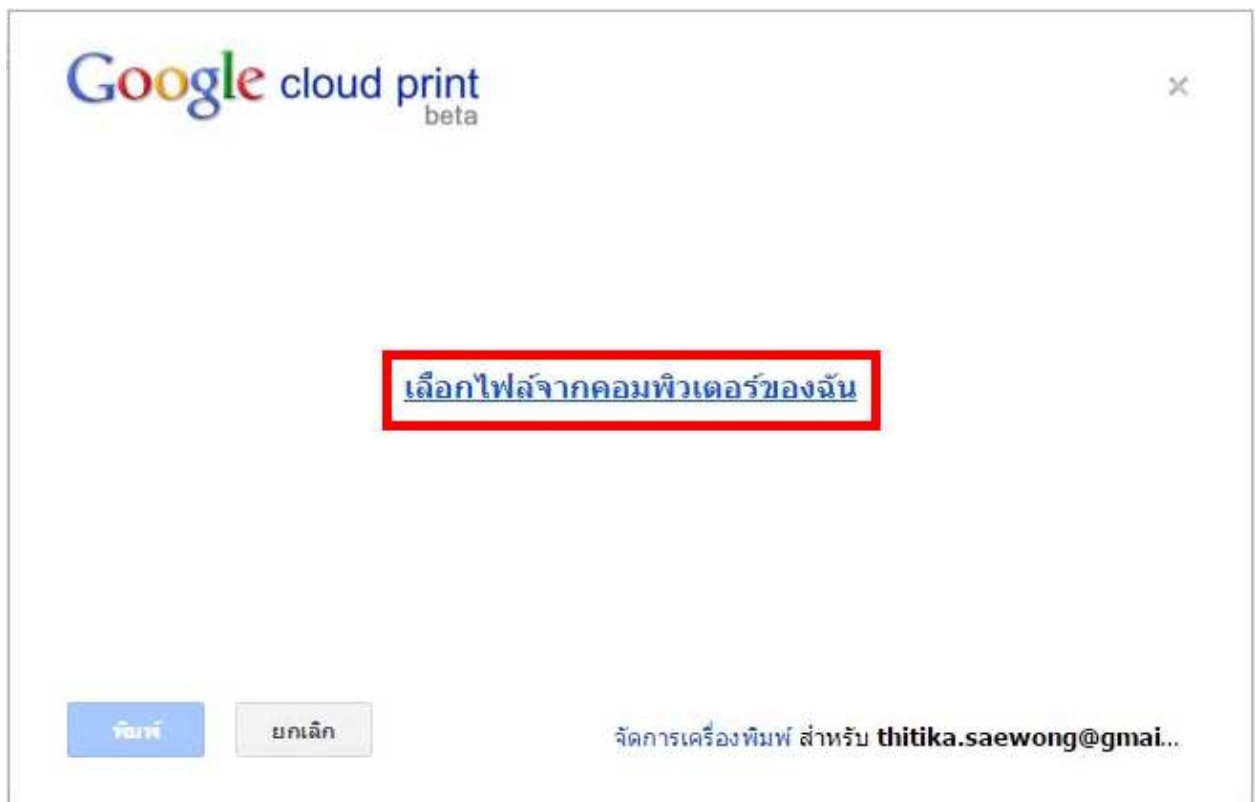 Google cloud print
beta
×
เลือกไฟล์จากคอมพิวเตอร์ของฉัน
พิมพ์
ยกเลิก
จัดการเครื่องพิมพ์ สำหรับ thitika.saewong@gmai...